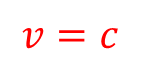 v = c